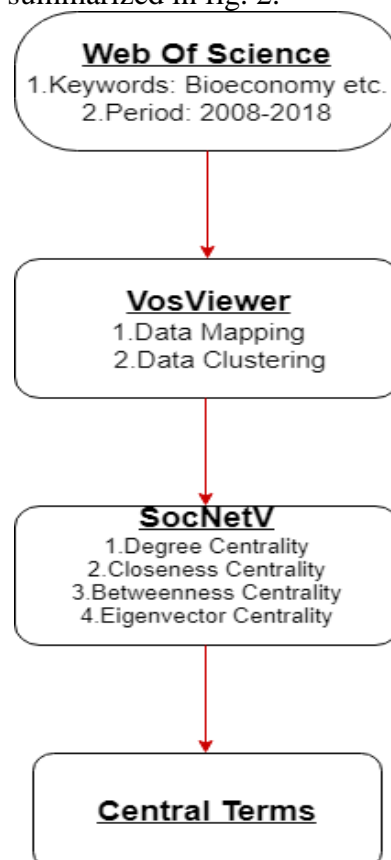 summarized in fig. 2.
Web Of Science
1.Keywords: Bioeconomy etc.
2.Period: 2008-2018
VosViewer
1.Data Mapping
2.Data Clustering
SocNetV
1.Degree Centrality
2.Closeness Centrality
3.Betweenness Centrality
4.Eigenvector Centrality
Central Terms